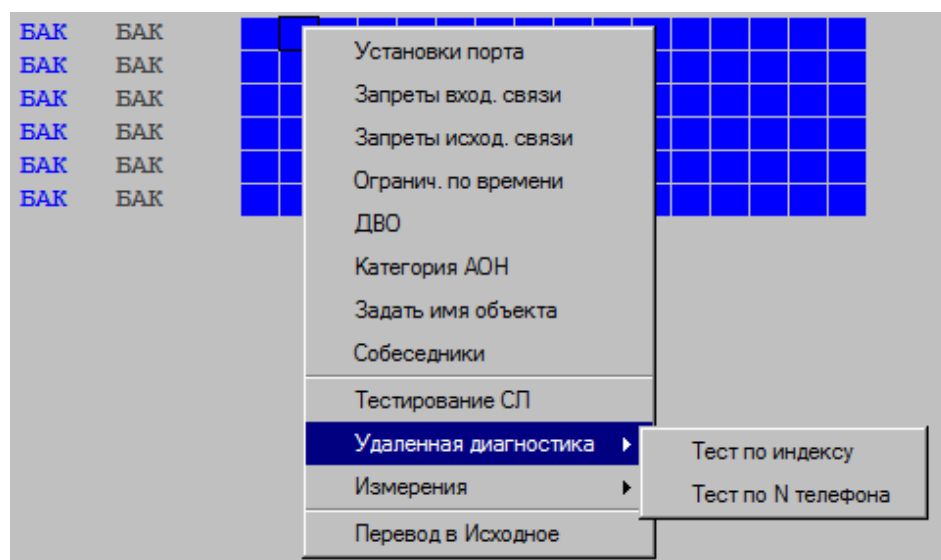 БАК БАК
БАК БАК
БАК БАК
БАК БАК
БАК БАК
БАК БАК
Установки порта
Запреты вход. связи
Запреты исход. связи
Огранич. по времени
ДВО
Категория АОН
Задать имя объекта
Собеседники
Тестирование СЛ
Удаленная диагностика
Измерения
Перевод в Исходное
Тест по индексу
Тест по N телефона